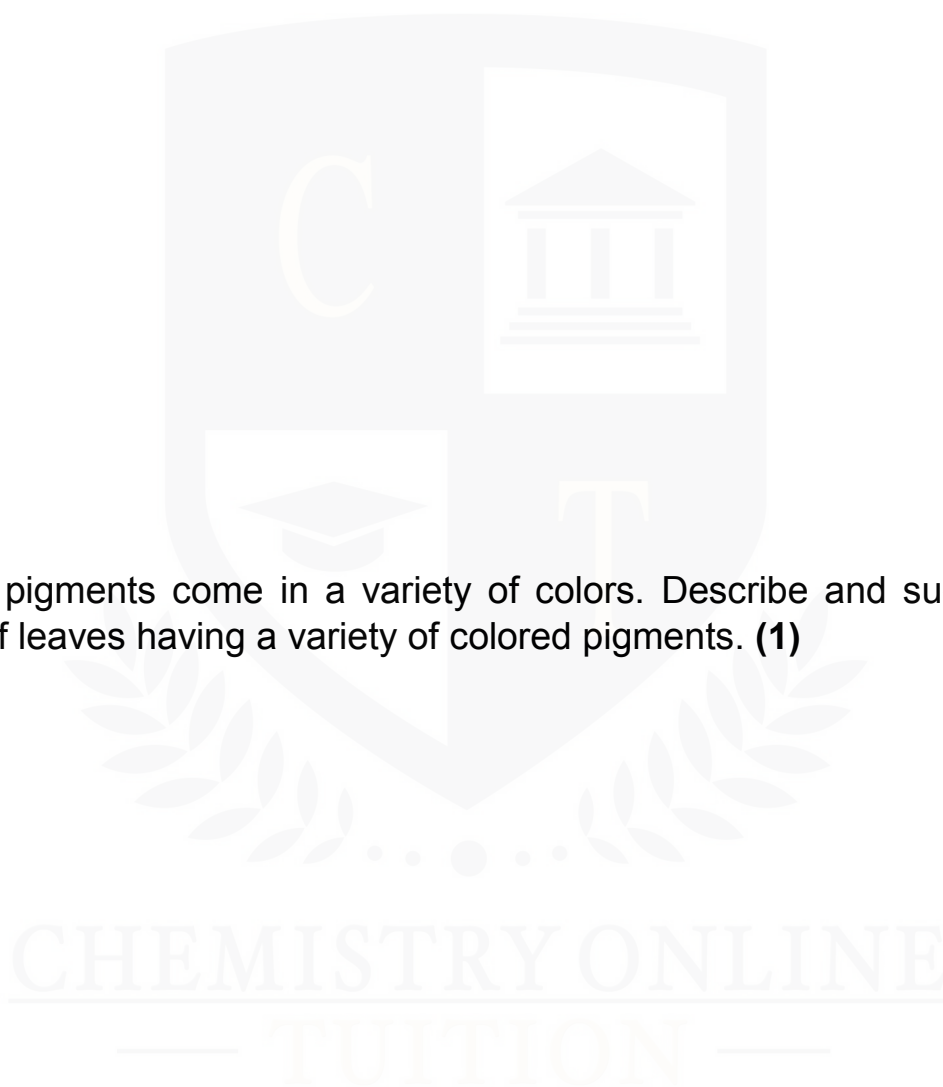 C
T
pigments come in a variety of colors. Describe and su
f leaves having a variety of colored pigments. (1)
CHEMISTRY ONLINE
TUITION